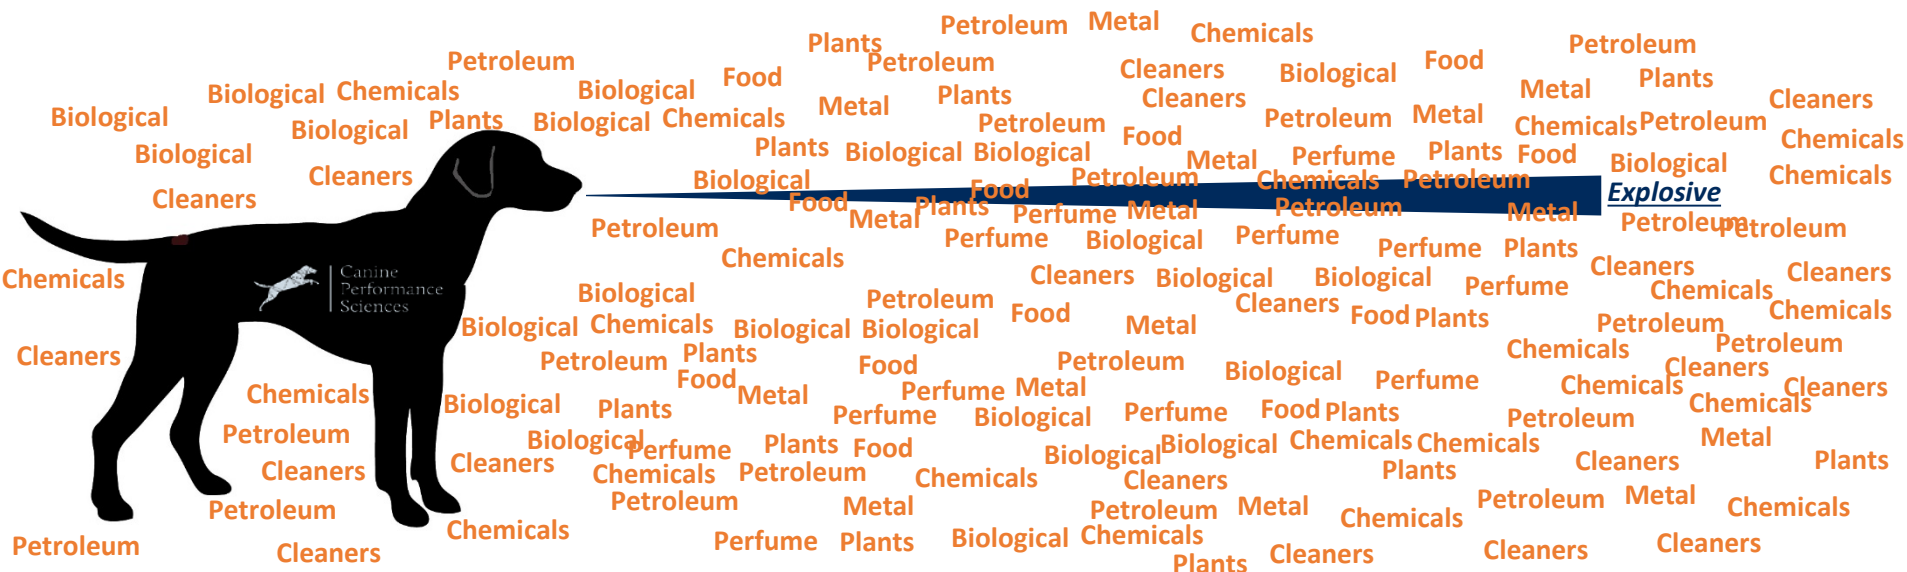 Petroleum Metal Chemicals
Plants Petroleum
Petroleum Petroleum Cleaners Biological Food
Biological Chemicals Biological Food Metal Plants
Biological Metal Plants Cleaners Cleaners
Biological Plants Biological Chemicals Petroleum Food Petroleum Metal Chemicals Petroleum Chemicals
Biological Plants Biological Biological Metal Perfume Plants Food Biological
Cleaners Biological Food Petroleum Chemicals Petroleum Chemicals
Explosive
Cleaners Food Metal Plants Perfume Metal Petroleum Metal
Petroleum Perfume Biological Perfume Petroleum Petroleum
Chemicals Perfume Plants
Chemicals Cleaners Biological Biological Perfume Cleaners Cleaners
Canine
Performance
Sciences
Biological Petroleum Food Cleaners Chemicals
Biological Chemicals Biological Biological Metal Food Plants Petroleum Chemicals
Cleaners Petroleum Plants Food Petroleum Chemicals Petroleum
Food Biological Perfume Cleaners
Chemicals Metal Perfume Metal Chemicals Cleaners
Biological Plants Perfume Biological Perfume Food Plants Petroleum Chemicals
Petroleum Biological Perfume Plants Food Biological Biological Chemicals Chemicals Metal
Cleaners Cleaners Chemicals Petroleum Chemicals Cleaners Plants Cleaners Plants
Petroleum Petroleum Metal Petroleum Metal Chemicals Petroleum Metal Chemicals
Petroleum Cleaners Chemicals Perfume Plants Biological Chemicals Cleaners Cleaners Cleaners
Plants